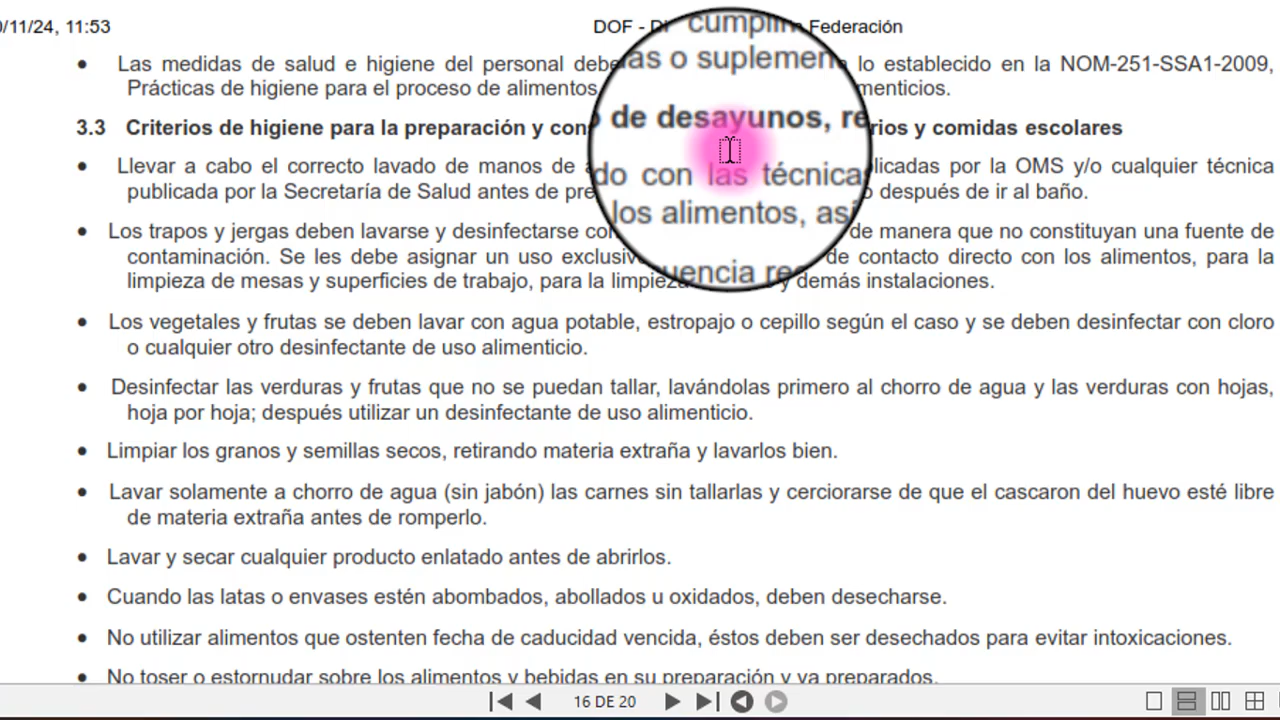 0/11/24, 11:53 DOF - Di Federación
cumplim
as o suplemen
Las medidas de salud e higiene del personal debe lo establecido en la NOM-251-SSA1-2009,
Prácticas de higiene para el proceso de alimentos, menticios.
3.3 Criterios de higiene para la preparación y con de desayunos, re rios y comidas escolares
• Llevar a cabo el correcto lavado de manos de do con las técnicas licadas por la OMS y/o cualquier técnica
publicada por la Secretaría de Salud antes de pre los alimentos, así o después de ir al baño.
• Los trapos y jergas deben lavarse y desinfectarse con uencia de manera que no constituyan una fuente de
contaminación. Se les debe asignar un uso exclusiv de contacto directo con los alimentos, para la
limpieza de mesas y superficies de trabajo, para la limpieza y demás instalaciones.
• Los vegetales y frutas se deben lavar con agua potable, estropajo o cepillo según el caso y se deben desinfectar con cloro
o cualquier otro desinfectante de uso alimenticio.
• Desinfectar las verduras y frutas que no se puedan tallar, lavándolas primero al chorro de agua y las verduras con hojas,
hoja por hoja; después utilizar un desinfectante de uso alimenticio.
• Limpiar los granos y semillas secos, retirando materia extraña y lavarlos bien.
• Lavar solamente a chorro de agua (sin jabón) las carnes sin tallarlas y cerciorarse de que el cascaron del huevo esté libre
de materia extraña antes de romperlo.
• Lavar y secar cualquier producto enlatado antes de abrirlos.
• Cuando las latas o envases estén abombados, abollados u oxidados, deben desecharse.
• No utilizar alimentos que ostenten fecha de caducidad vencida, éstos deben ser desechados para evitar intoxicaciones.
• No toser o estornudar sobre los alimentos y bebidas en su preparación y ya preparados.
16 DE 20